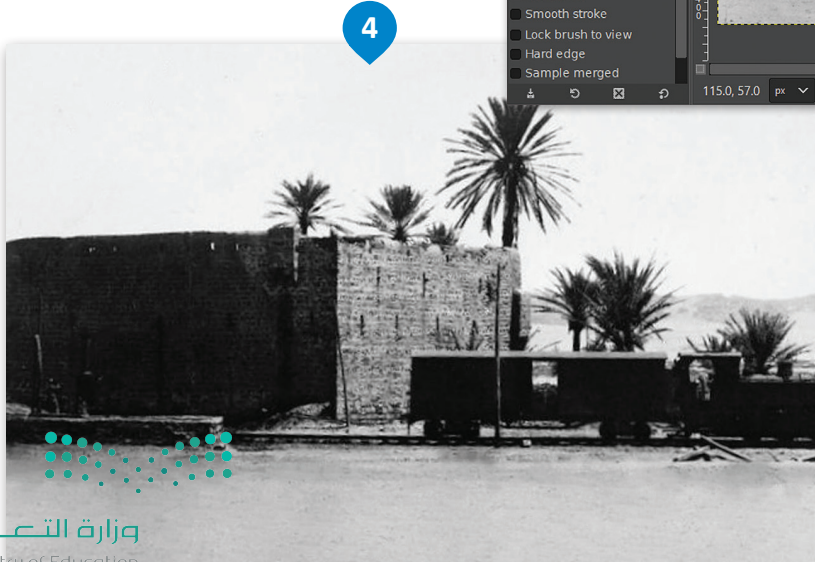 4
Smooth stroke
Lock brush to view
Hard edge
Sample merged
115.0, 57.0 px
وزارة التعـ